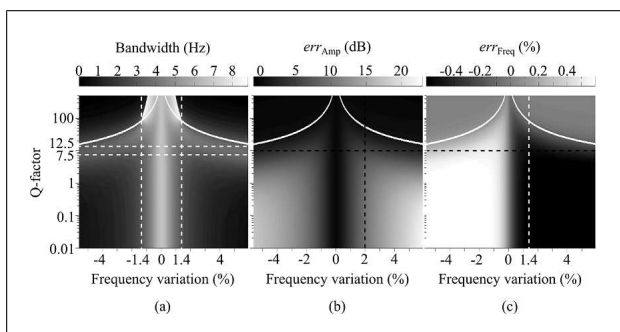 Bandwidth (Hz) err_Amp (dB) err_Freq (%)
0 1 2 3 4 5 6 7 8 0 5 10 15 20 -0.4 -0.2 0 0.2 0.4
Q-factor
100
12.5
7.5
1
0.1
0.01
-4 -1.4 0 1.4 4 -4 -2 0 2 4 -4 -2 0 1.4 4
Frequency variation (%) Frequency variation (%) Frequency variation (%)
(a) (b) (c)